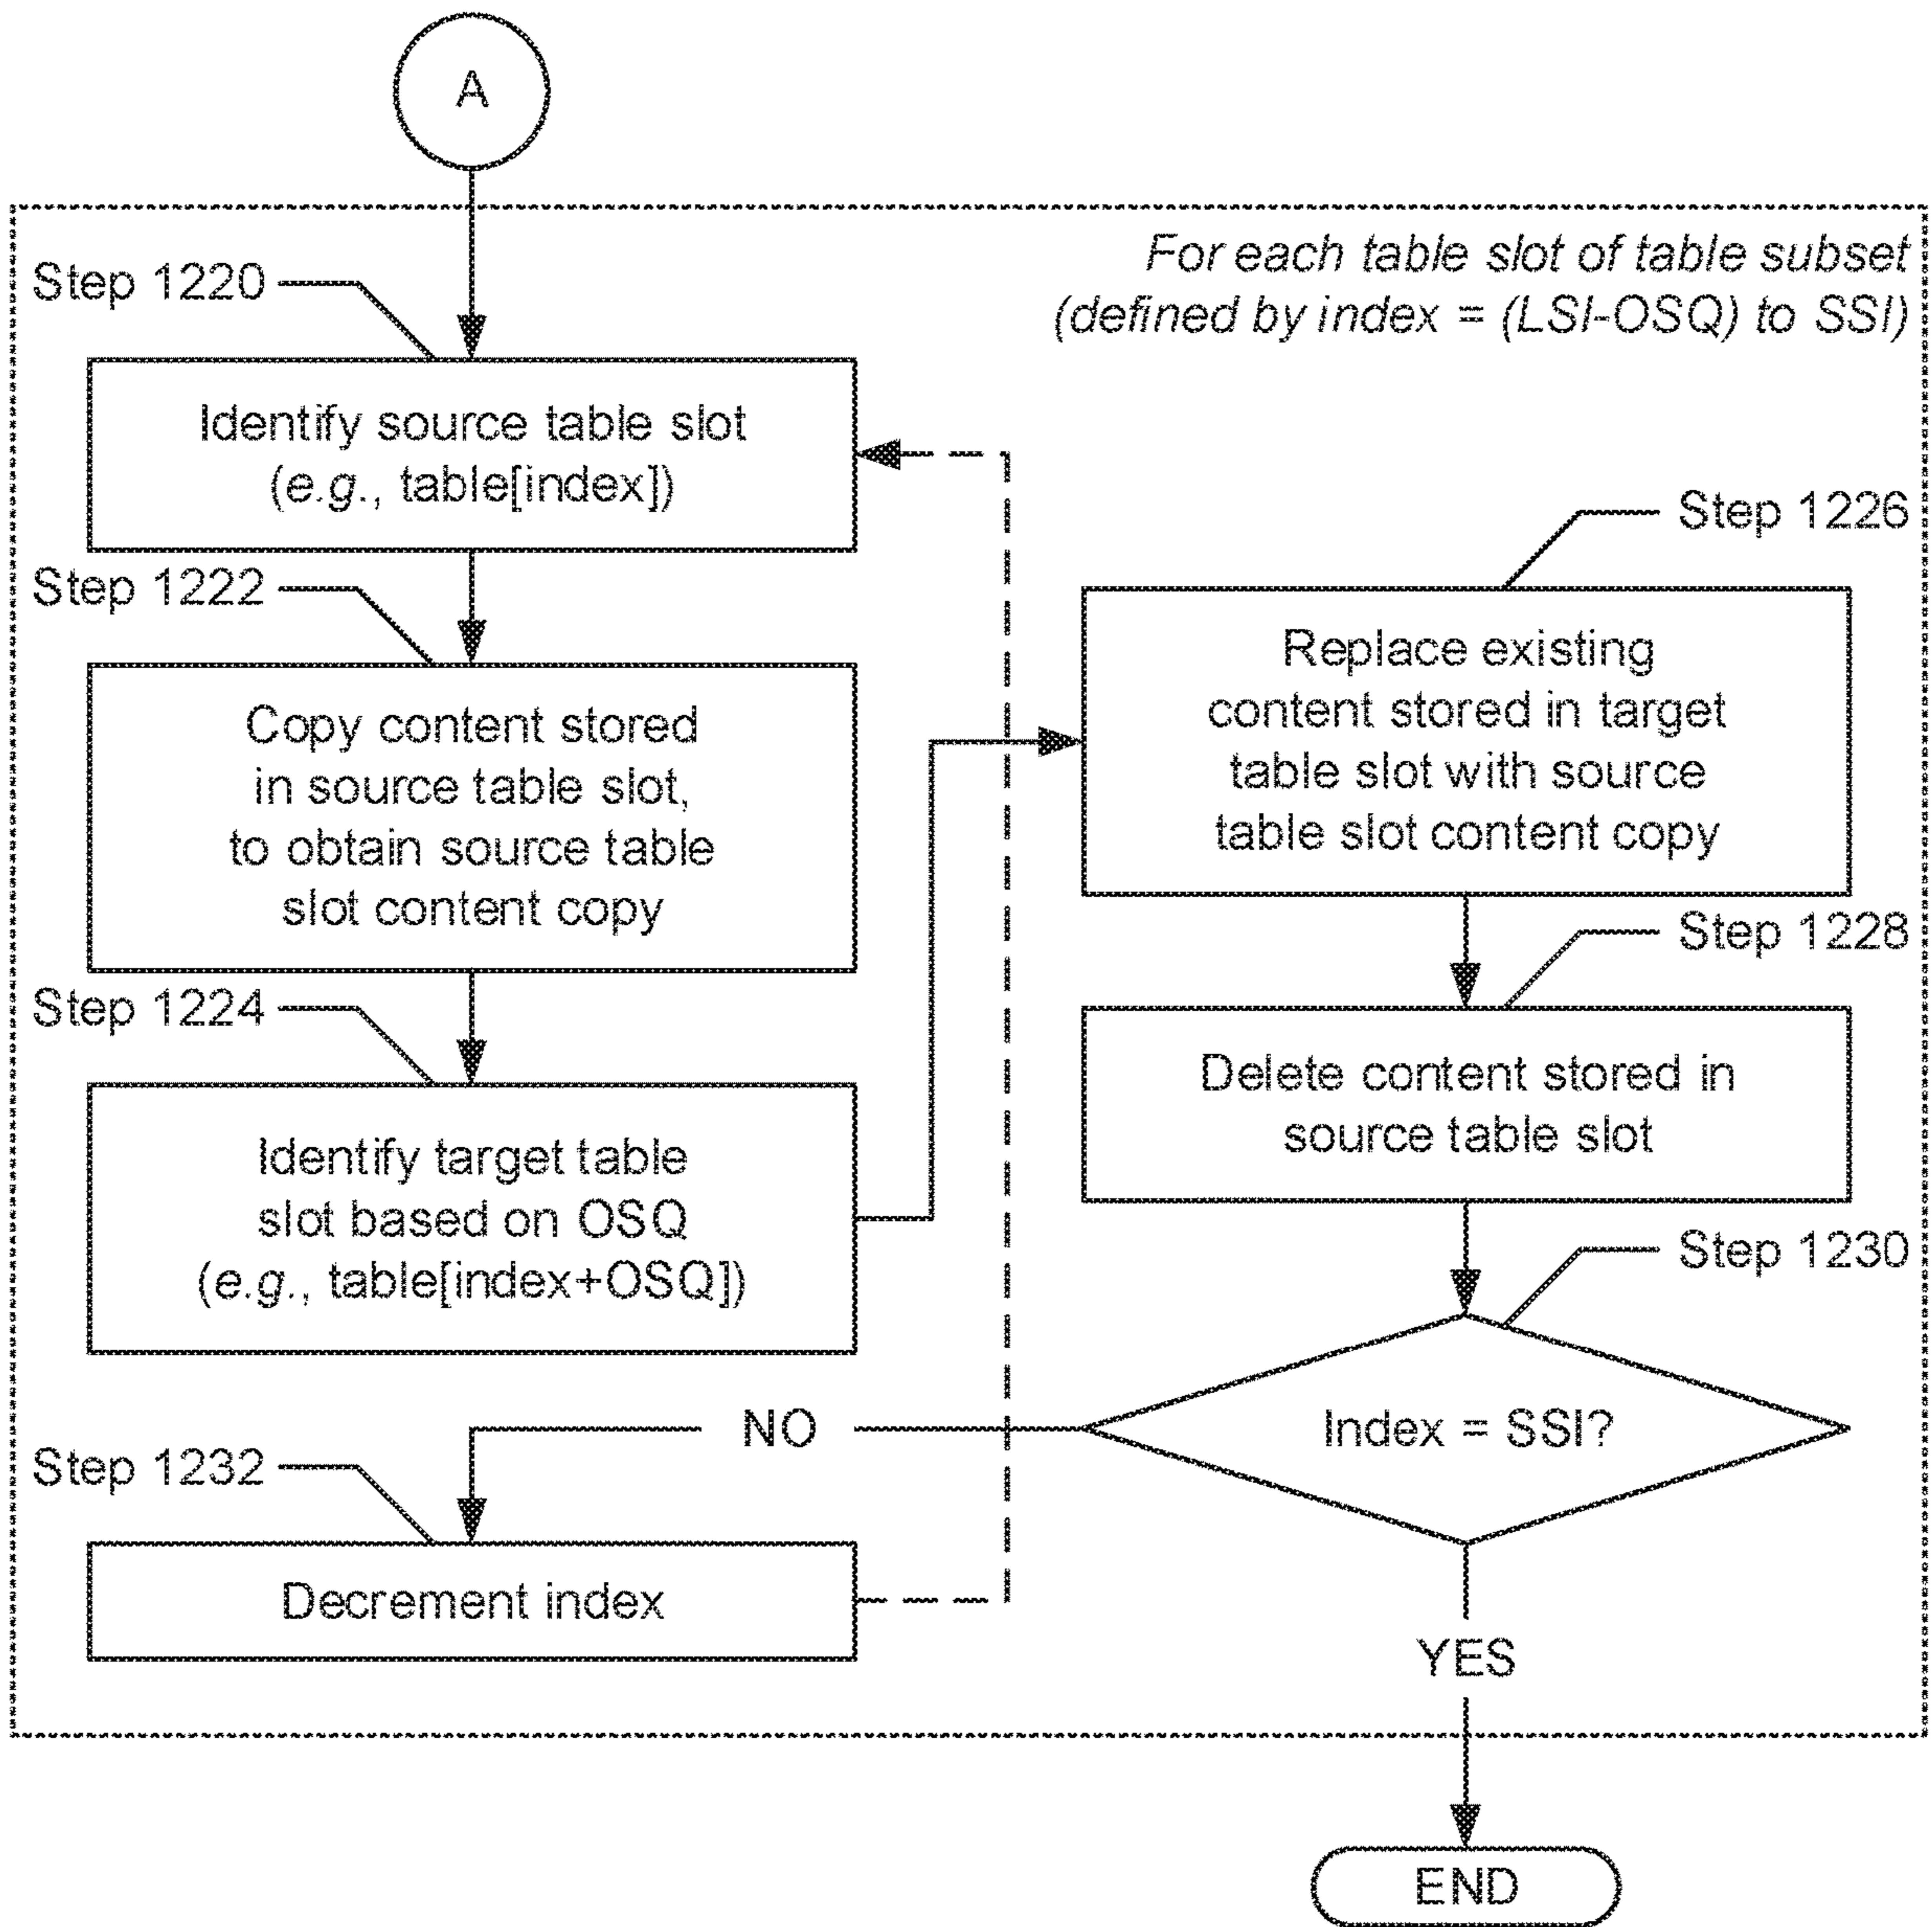 A
For each table slot of table subset
(defined by index = (LSI-OSQ) to SSI)
Step 1220
Identify source table slot
(e.g., table[index])
Step 1222
Copy content stored
in source table slot,
to obtain source table
slot content copy
Step 1224
Identify target table
slot based on OSQ
(e.g., table[index+OSQ])
Step 1226
Replace existing
content stored in target
table slot with source
table slot content copy
Step 1228
Delete content stored in
source table slot
Step 1230
Index = SSI?
NO
Step 1232
Decrement index
YES
END